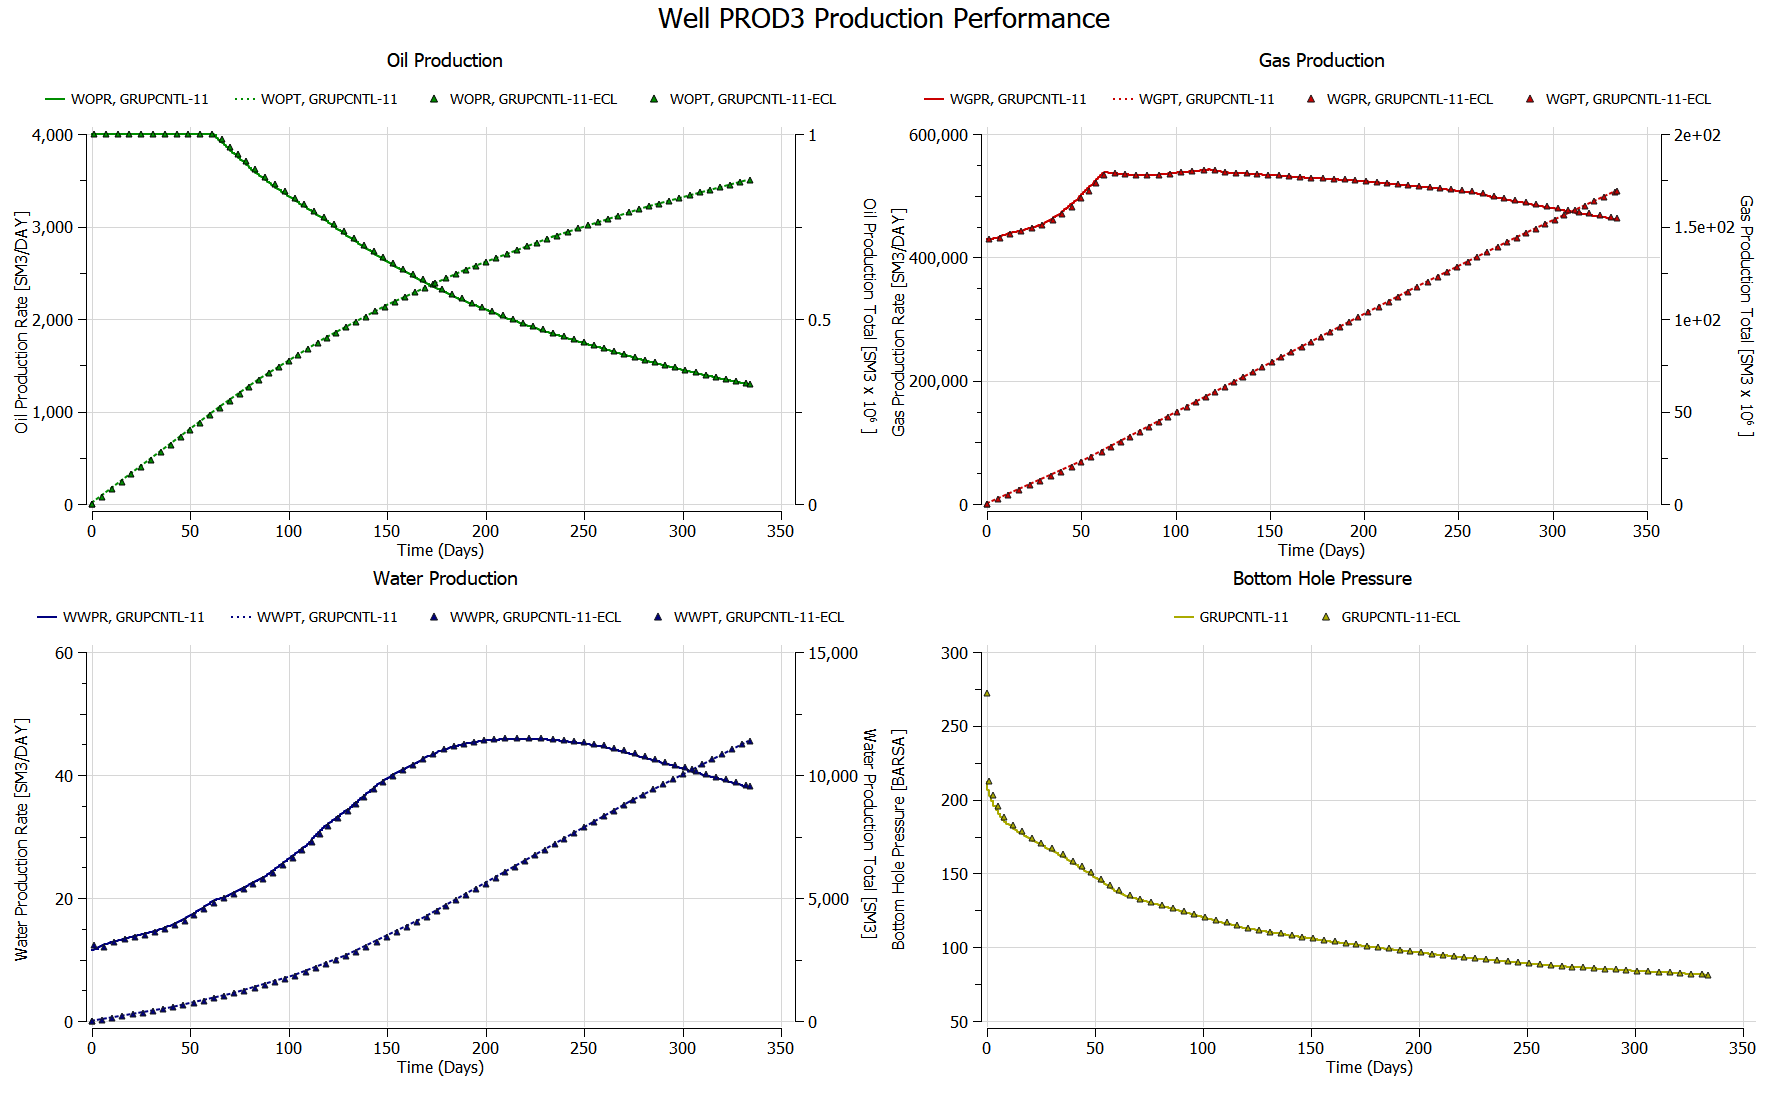 Well PROD3 Production Performance
Oil Production
WOPR, GRUPCNTL-11 WOPT, GRUPCNTL-11 WOPR, GRUPCNTL-11-ECL WOPT, GRUPCNTL-11-ECL
Oil Production Rate [SM3/DAY]
4,000
3,000
2,000
1,000
0
1
0.5
0
Oil Production Total [SM3 x 10⁶ ]
0 50 100 150 200 250 300 350
Time (Days)
Gas Production
WGPR, GRUPCNTL-11 WGPT, GRUPCNTL-11 WGPR, GRUPCNTL-11-ECL WGPT, GRUPCNTL-11-ECL
Gas Production Rate [SM3/DAY]
600,000
400,000
200,000
0
2e+02
1.5e+02
1e+02
50
0
Gas Production Total [SM3 x 10⁶ ]
0 50 100 150 200 250 300 350
Time (Days)
Water Production
WWPR, GRUPCNTL-11 WWPT, GRUPCNTL-11 WWPR, GRUPCNTL-11-ECL WWPT, GRUPCNTL-11-ECL
Water Production Rate [SM3/DAY]
60
40
20
0
15,000
10,000
5,000
0
Water Production Total [SM3 ]
0 50 100 150 200 250 300 350
Time (Days)
Bottom Hole Pressure
GRUPCNTL-11 GRUPCNTL-11-ECL
Bottom Hole Pressure [BARSA]
300
250
200
150
100
50
0 50 100 150 200 250 300 350
Time (Days)